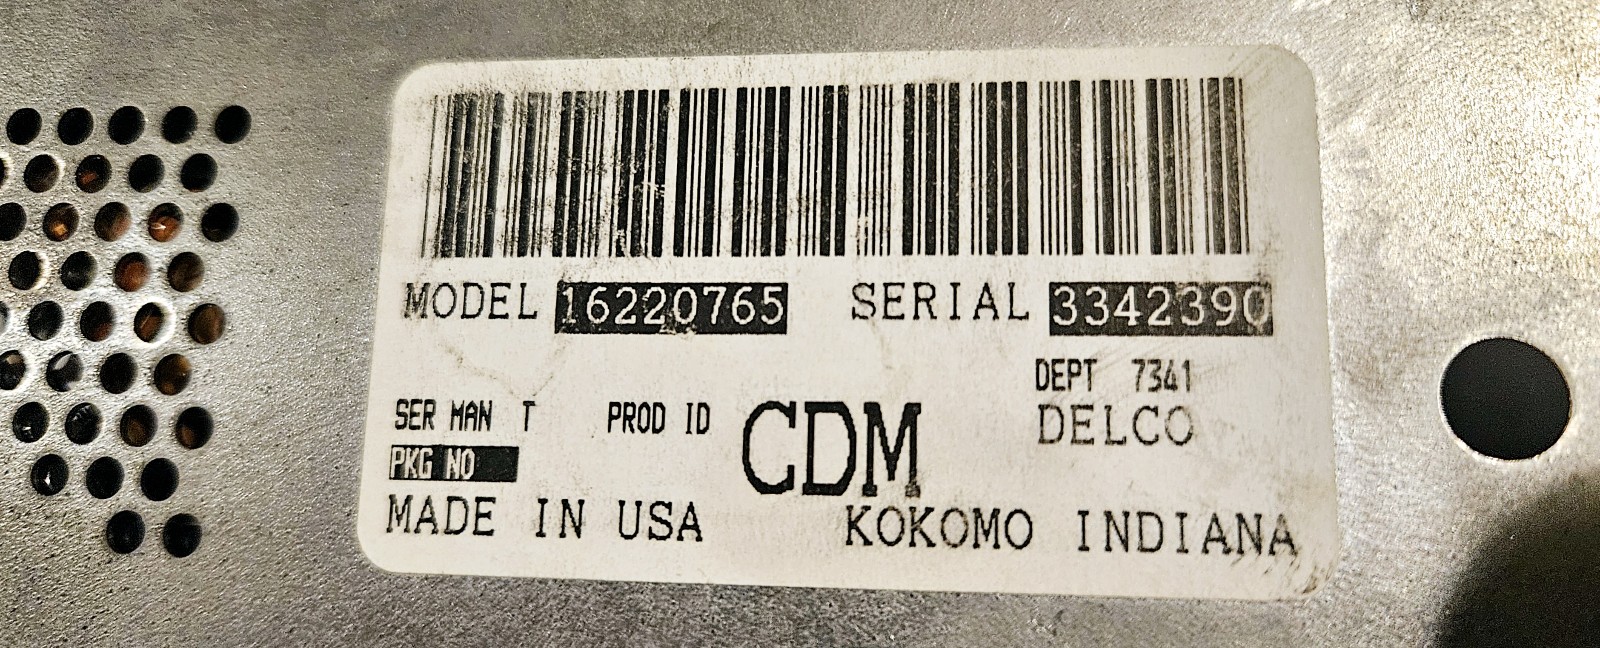 MODEL 16220765 SERIAL 3342390
DEPT 7341
SER MAN T PROD ID CDM DELCO
PKG NO
MADE IN USA KOKOMO INDIANA